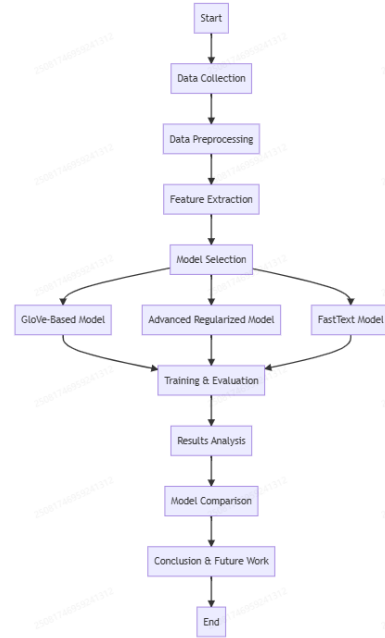 Start
Data Collection
Data Preprocessing
Feature Extraction
Model Selection
GloVe-Based Model
Advanced Regularized Model
FastText Model
Training & Evaluation
Results Analysis
Model Comparison
Conclusion & Future Work
End